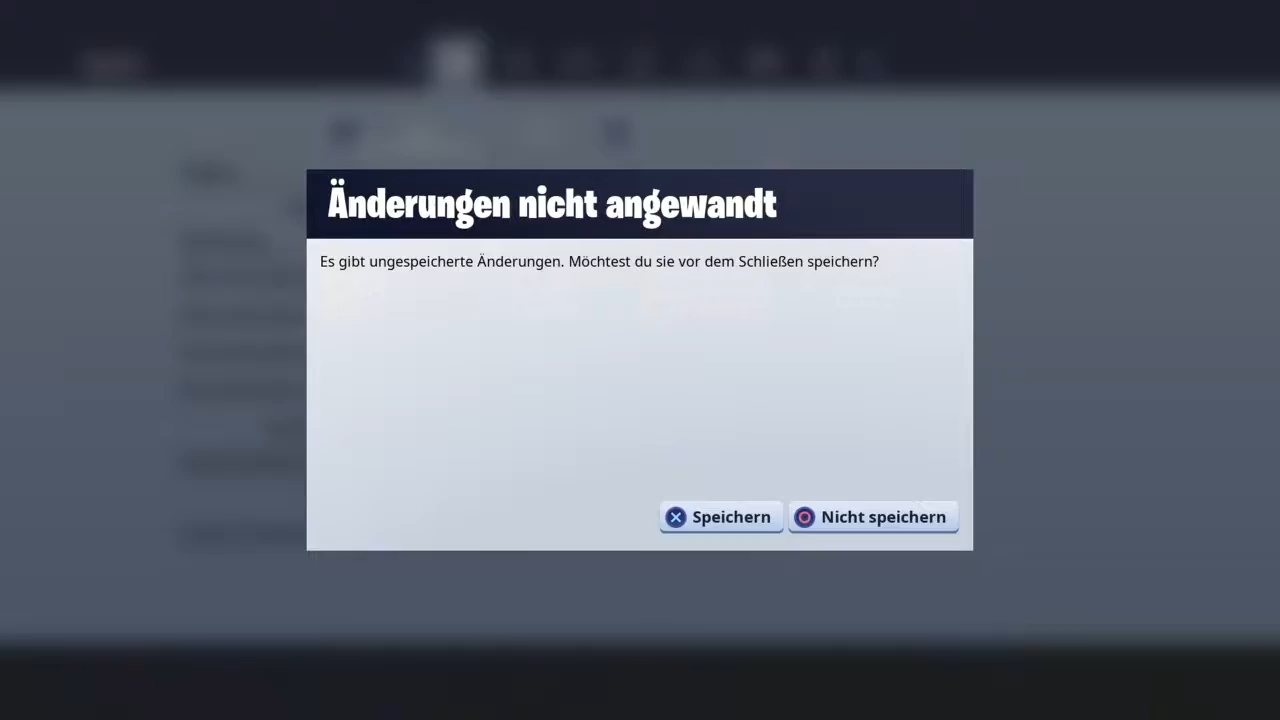 Änderungen nicht angewandt
Es gibt ungespeicherte Änderungen. Möchtest du sie vor dem Schließen speichern?
Speichern
Nicht speichern